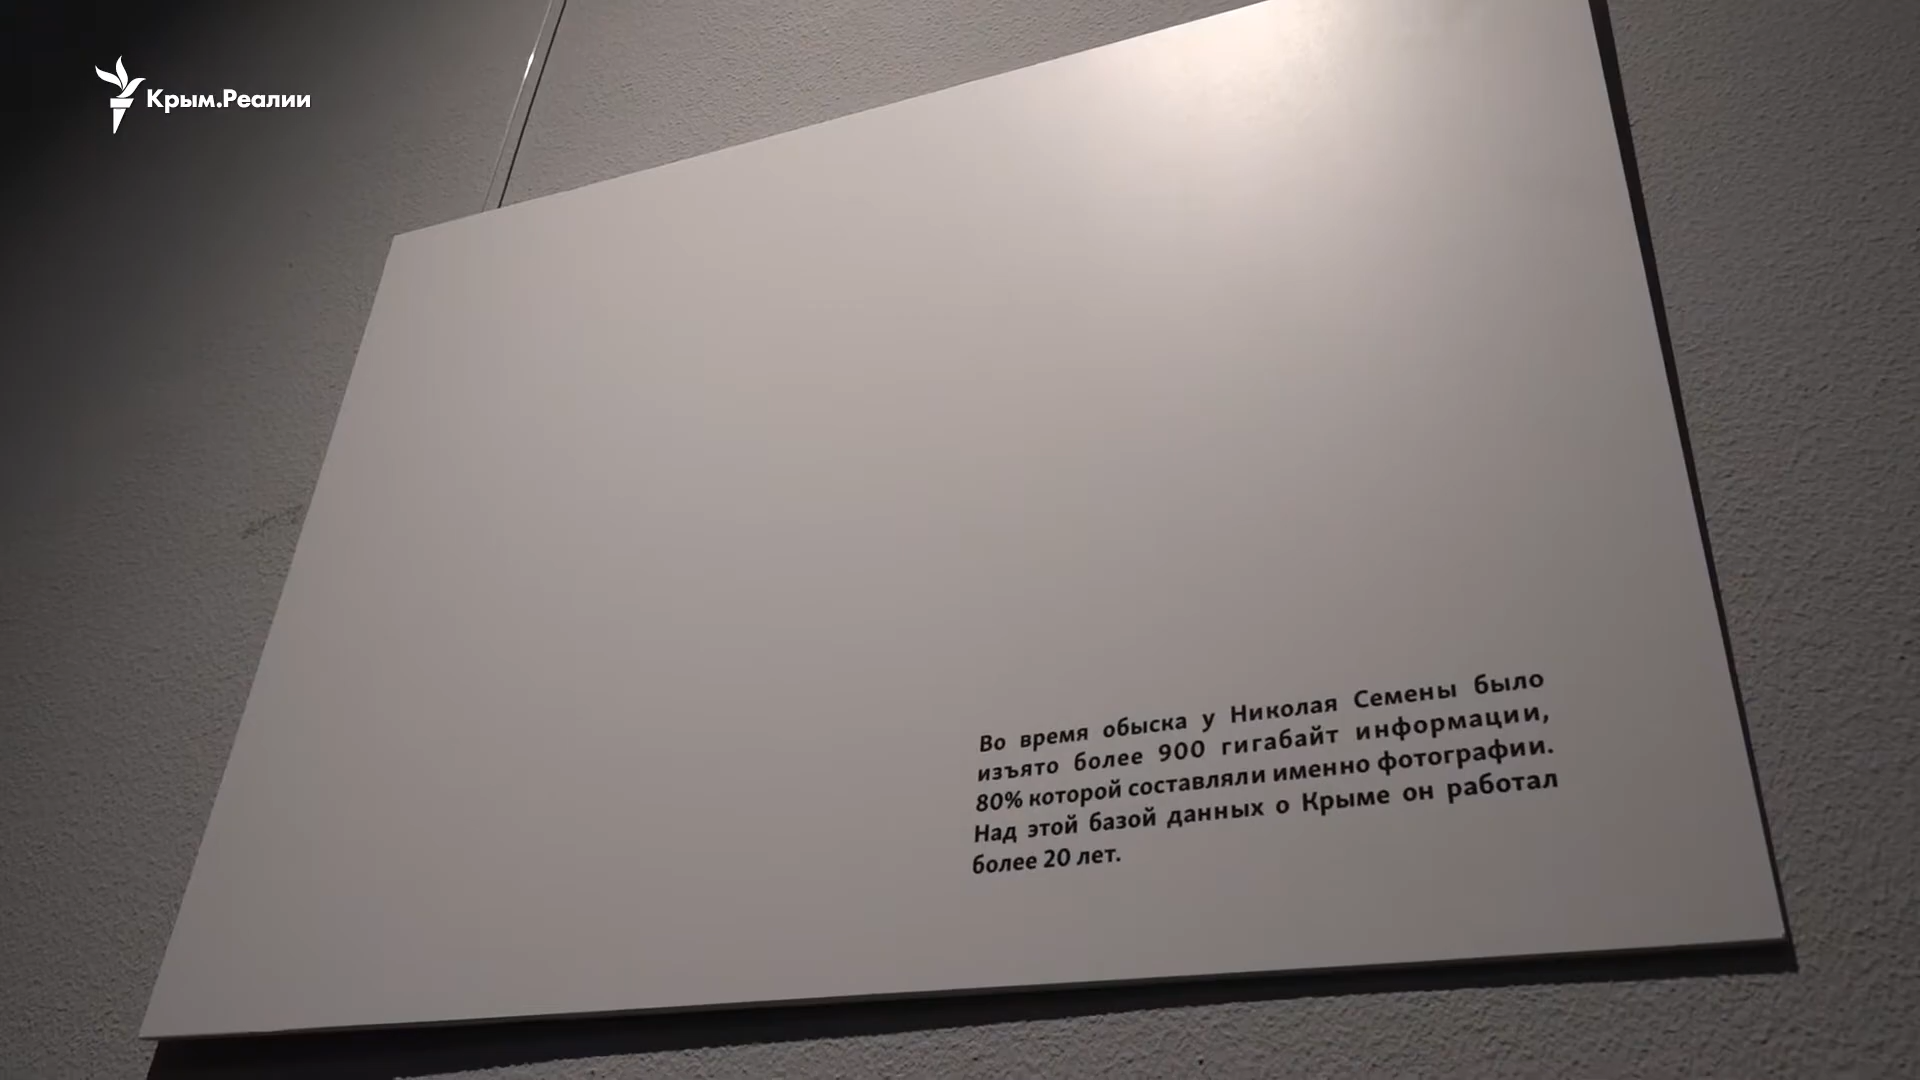 Крым.Реалии
Во время обыска у Николая Семены было
изъято более 900 гигабайт информации,
80% которой составляли именно фотографии.
Над этой базой данных о Крыме он работал
более 20 лет.